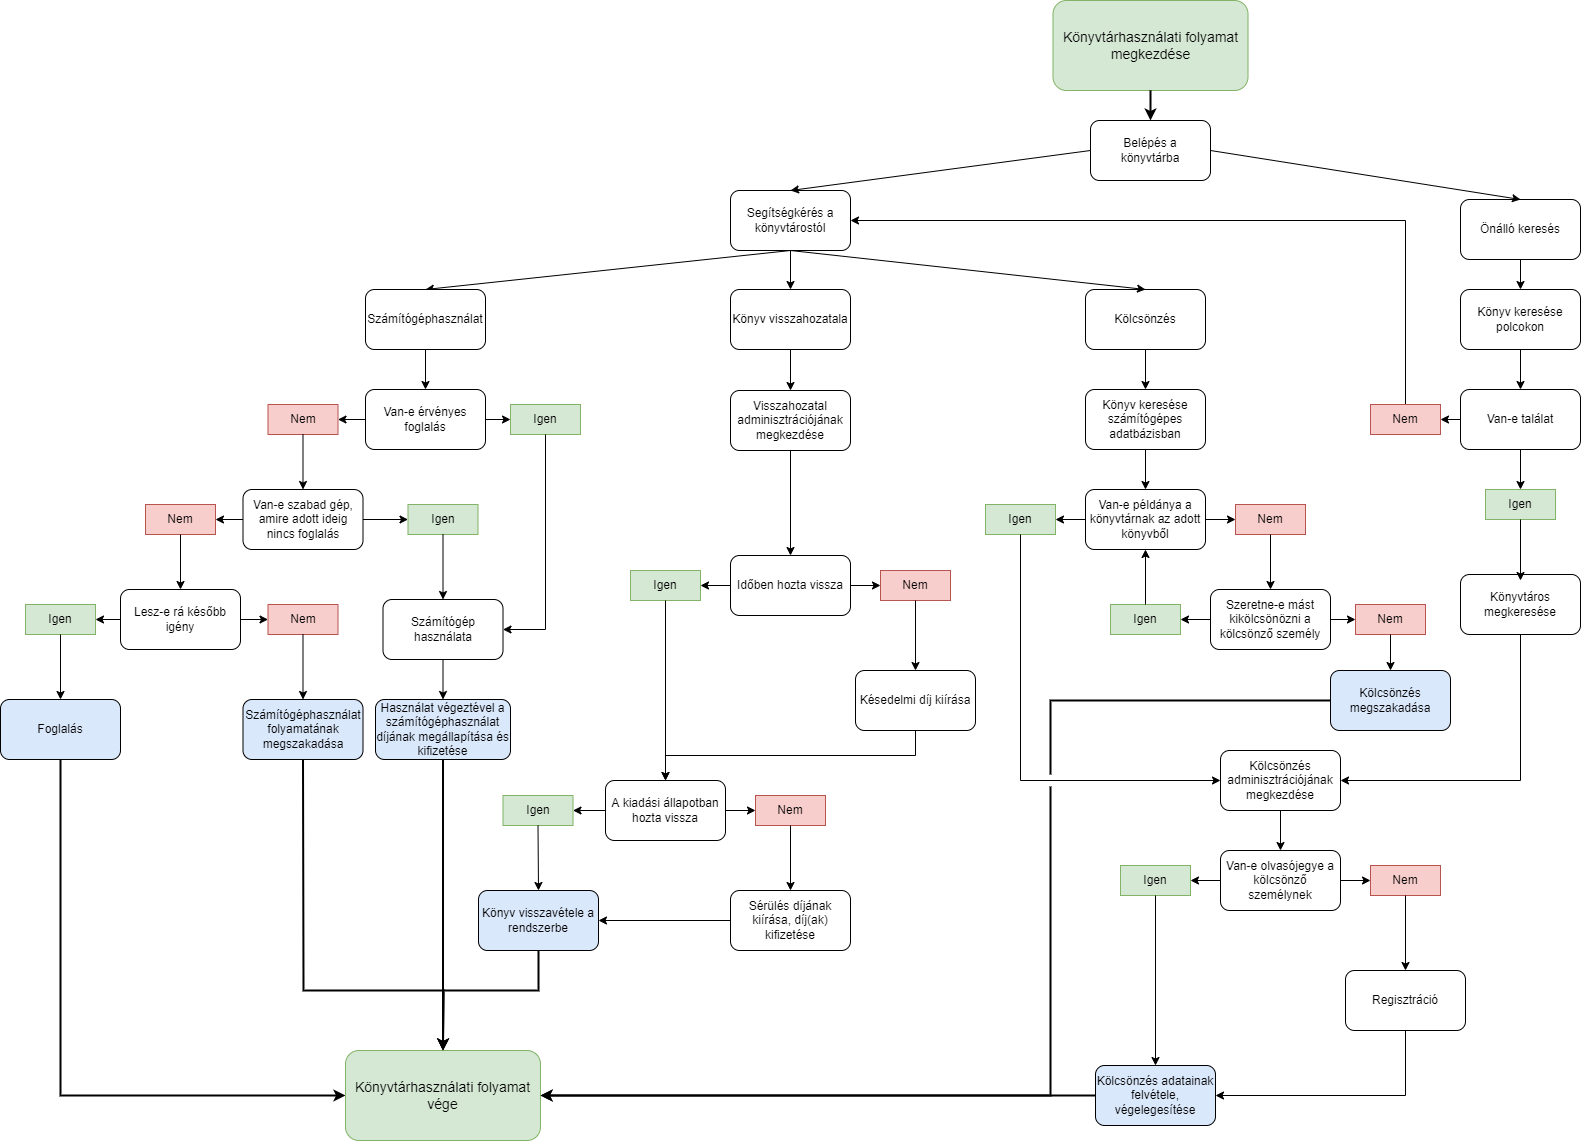 Könyvtárhasználati folyamat
megkezdése
Belépés a
könyvtárba
Segítségkérés a
könyvtárostól
Önálló keresés
Számítógéphasználat
Könyv visszahozatala
Kölcsönzés
Könyv keresése
polcokon
Nem
Van-e érvényes
foglalás
Igen
Visszahozatal
adminisztrációjának
megkezdése
Könyv keresése
számítógépes
adatbázisban
Nem
Van-e találat
Nem
Van-e szabad gép,
amire adott ideig
nincs foglalás
Igen
Igen
Van-e példánya a
könyvtárnak az adott
könyvből
Nem
Igen
Igen
Időben hozta vissza
Nem
Igen
Lesz-e rá később
igény
Nem
Számítógép
használata
Igen
Szeretne-e mást
kikölcsönözni a
kölcsönző személy
Nem
Könyvtáros
megkeresése
Foglalás
Számítógéphasználat
folyamatának
megszakadása
Használat végeztével a
számítógéphasználat
díjának megállapítása és
kifizetése
Késedelmi díj kiírása
Kölcsönzés
megszakadása
Igen
A kiadási állapotban
hozta vissza
Nem
Kölcsönzés
adminisztrációjának
megkezdése
Igen
Van-e olvasójegye a
kölcsönző
személynek
Nem
Könyv visszavétele a
rendszerbe
Sérülés díjának
kiírása, díj(ak)
kifizetése
Regisztráció
Könyvtárhasználati folyamat
vége
Kölcsönzés adatainak
felvétele,
végelegesítése